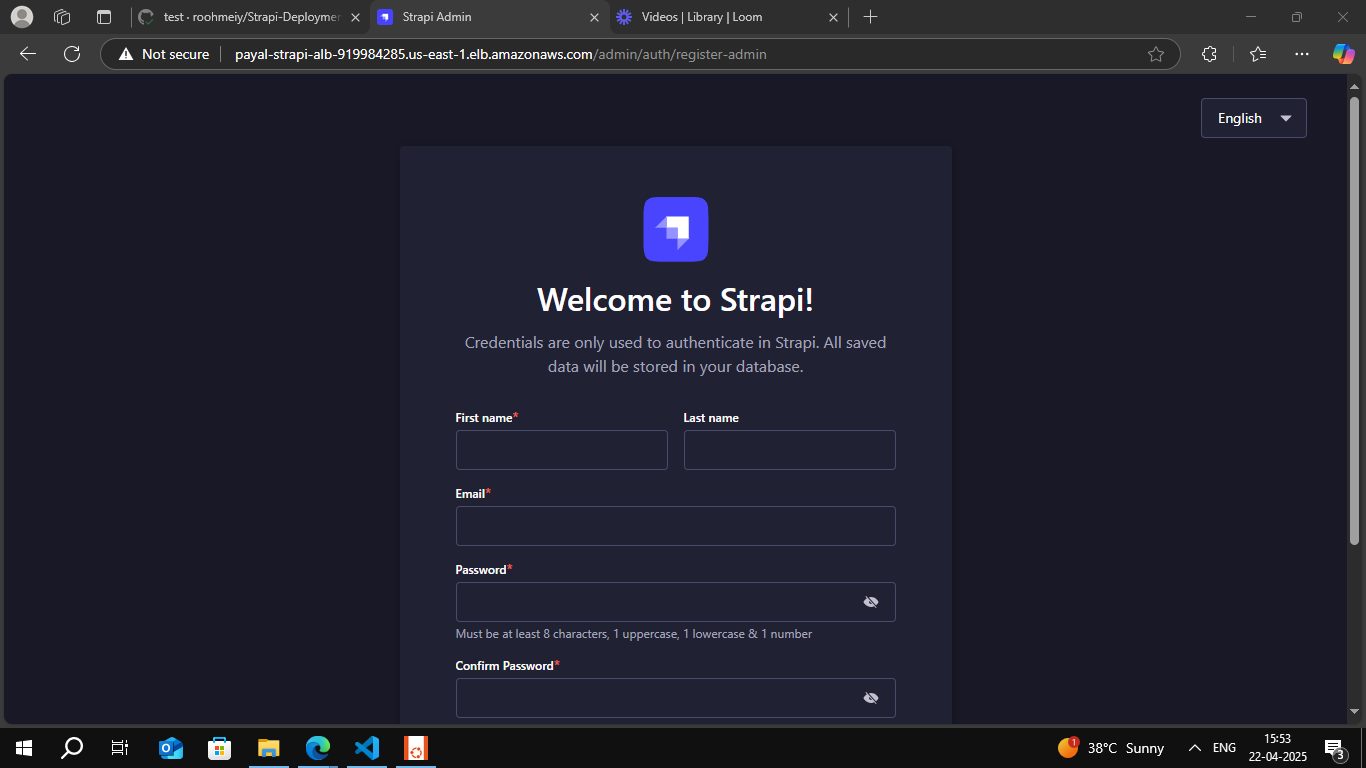 test · roohmeiy/Strapi-Deploymen
Strapi Admin
Videos | Library | Loom
Not secure
payal-strapi-alb-919984285.us-east-1.elb.amazonaws.com/admin/auth/register-admin
English
Welcome to Strapi!
Credentials are only used to authenticate in Strapi. All saved
data will be stored in your database.
First name*
Last name
Email*
Password*
Must be at least 8 characters, 1 uppercase, 1 lowercase & 1 number
Confirm Password*
1
38°C Sunny
ENG
15:53
22-04-2025
3